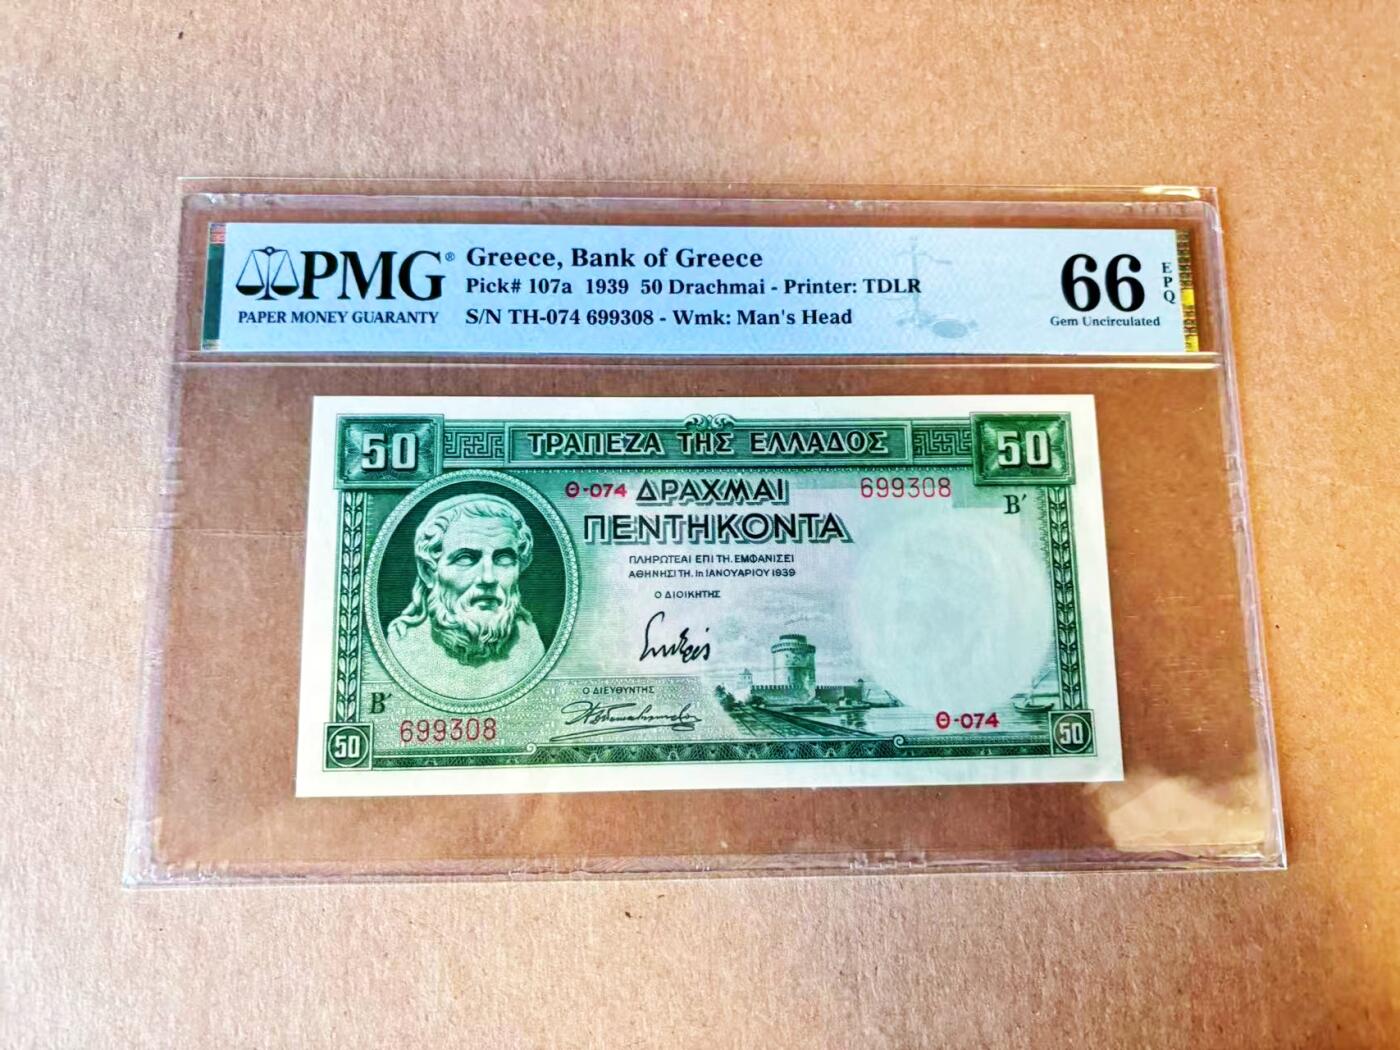 PMG®
PAPER MONEY GUARANTY
Greece, Bank of Greece
Pick# 107a 1939 50 Drachmai - Printer: TDLR
S/N TH-074 699308 - Wmk: Man's Head
66 EPQ
Gem Uncirculated
50 ΤΡΑΠΕΖΑ ΤΗΣ ΕΛΛΑΔΟΣ 50
Θ-074 ΔΡΑΧΜΑΙ 699308
Β′
ΠΕΝΤΗΚΟΝΤΑ
ΠΛΗΡΩΤΕΑΙ ΕΠΙ ΤΗ. ΕΜΦΑΝΙΣΕΙ
ΑΘΗΝΗΣΙ ΤΗ. 1η ΙΑΝΟΥΑΡΙΟΥ 1939
Ο ΔΙΟΙΚΗΤΗΣ
Ο ΔΙΕΥΘΥΝΤΗΣ
Β′
699308
Θ-074
50
50